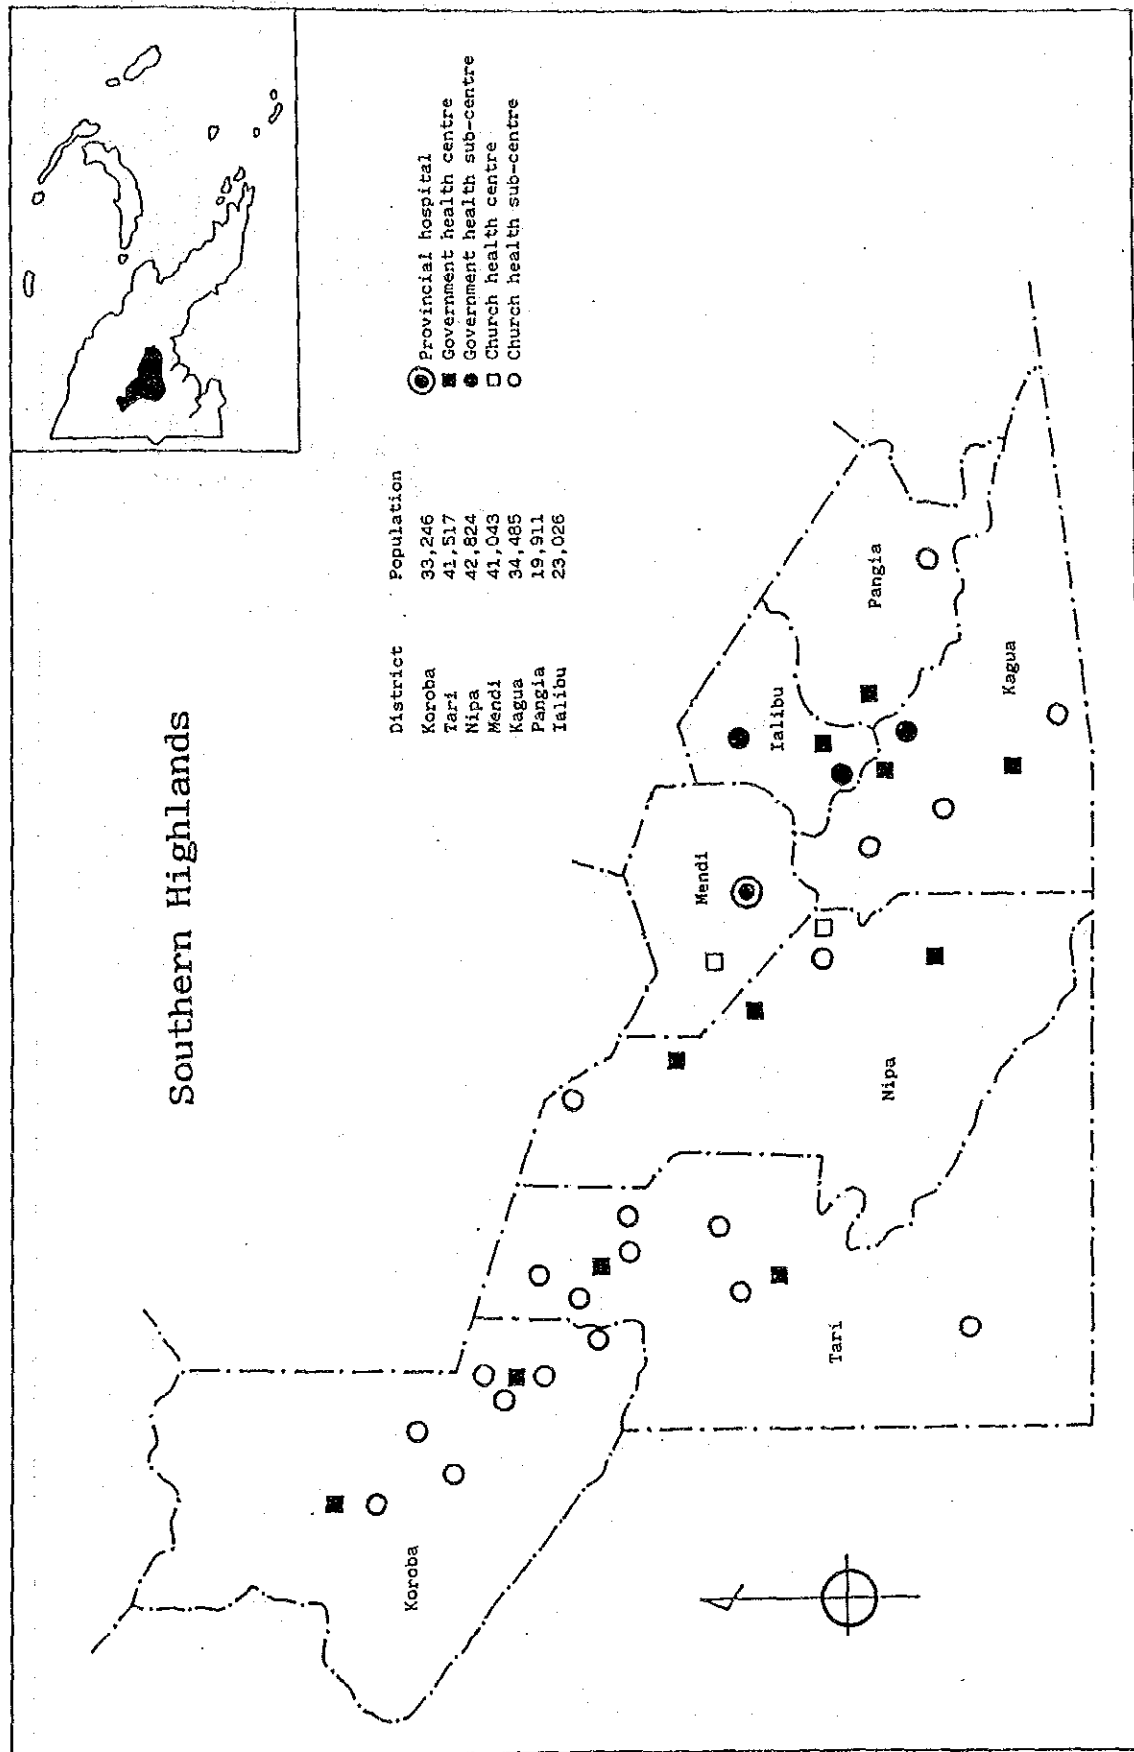 Southern Highlands
District Population
Koroba 33,246
Tari 41,517
Nipa 42,824
Mendi 41,043
Kagua 34,485
Pangia 19,911
Ialibu 23,026
Provincial hospital
Government health centre
Government health sub-centre
Church health centre
Church health sub-centre
Koroba
Tari
Nipa
Mendi
Ialibu
Pangia
Kagua